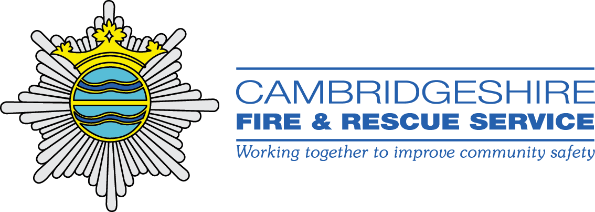 CAMBRIDGESHIRE
FIRE & RESCUE SERVICE
Working together to improve community safety